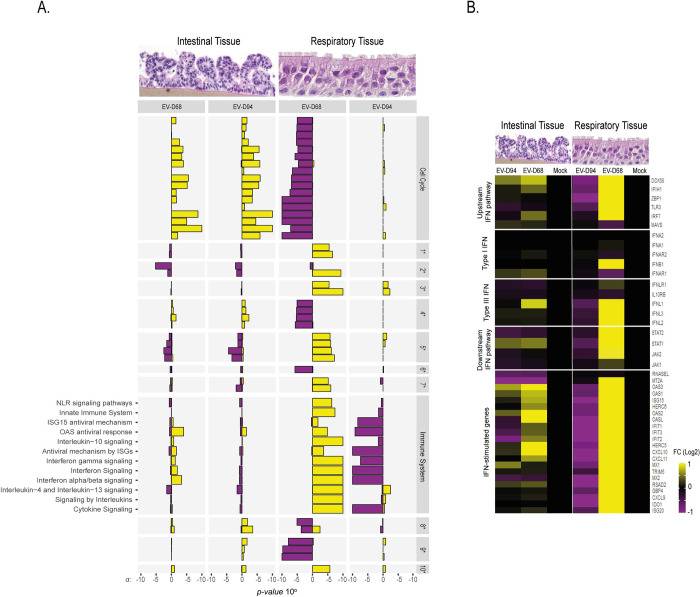 A.
Intestinal Tissue
Respiratory Tissue
EV-D68
EV-D94
EV-D68
EV-D94
Cell Cycle
1*
2*
3*
4*
5*
6*
7*
NLR signaling pathways
Innate Immune System
ISG15 antiviral mechanism
OAS antiviral response
Interleukin-10 signaling
Antiviral mechanism by ISGs
Interferon gamma signaling
Interferon Signaling
Interferon alpha/beta signaling
Interleukin-4 and Interleukin-13 signaling
Signaling by Interleukins
Cytokine Signaling
Immune System
8*
9*
10*
α:
-10 -5 -1 -5 -10
-10 -5 -1 -5 -10
-10 -5 -1 -5 -10
-10 -5 -1 -5 -10
p-value 10ᵅ
B.
Intestinal Tissue
Respiratory Tissue
EV-D94 EV-D68 Mock
EV-D94 EV-D68 Mock
Upstream IFN pathway
DDX58
IFIH1
ZBP1
TLR3
IRF7
MAVS
Type I IFN
IFNA2
IFNA1
IFNAR2
IFNB1
IFNAR1
Type III IFN
IFNLR1
IL10RB
IFNL1
IFNL3
IFNL2
Downstream IFN pathway
STAT2
STAT1
JAK2
JAK1
IFN-stimulated genes
RNASEL
MT2A
OAS3
OAS1
ISG15
HERC6
OAS2
OASL
IFIT1
IFIT3
IFIT2
HERC5
CXCL10
CXCL11
MX1
TRIM5
MX2
RSAD2
GBP4
CXCL9
IDO1
ISG20
FC (Log2)
1
0
-1